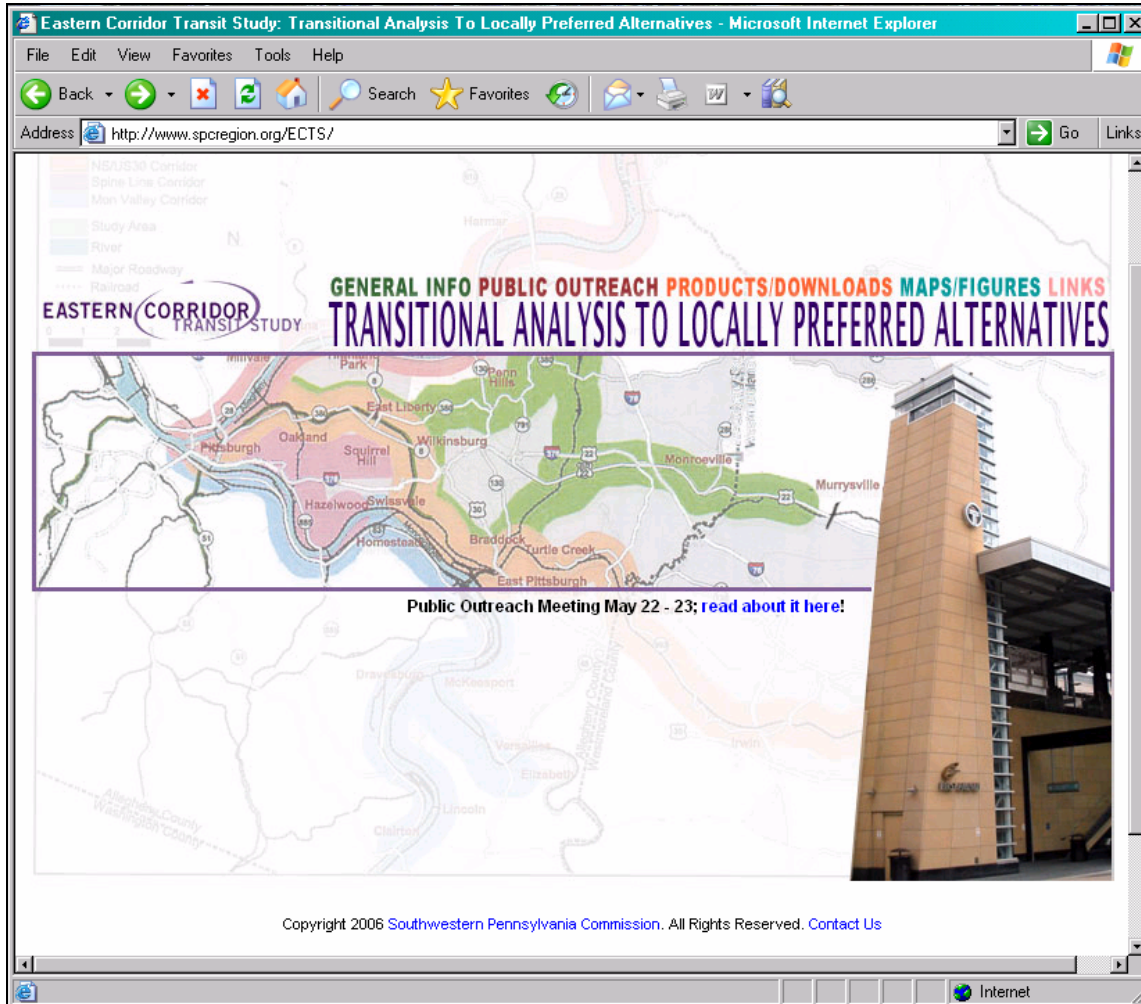 Eastern Corridor Transit Study: Transitional Analysis To Locally Preferred Alternatives - Microsoft Internet Explorer
File Edit View Favorites Tools Help
Back Search Favorites
Address http://www.spcregion.org/ECTS/ Go Links
NS/US30 Corridor
Spine Line Corridor
Mon Valley Corridor
Study Area
River
Major Roadway
Railroad
N
Harmar
GENERAL INFO PUBLIC OUTREACH PRODUCTS/DOWNLOADS MAPS/FIGURES LINKS
EASTERN CORRIDOR
TRANSIT STUDY
TRANSITIONAL ANALYSIS TO LOCALLY PREFERRED ALTERNATIVES
Millvale
Park
Penn
Hills
East Liberty
Oakland
Wilkinsburg
Pittsburgh
Squirrel
Hill
Monroeville
Murrysville
Hazelwood
Swissvale
Homestead
Braddock
Turtle Creek
East Pittsburgh
Public Outreach Meeting May 22 - 23; read about it here!
Dravosburg
McKeesport
Versailles
Elizabeth
Irwin
Lincoln
Clairton
Allegheny County
Westmoreland County
Allegheny County
Washington County
Copyright 2006 Southwestern Pennsylvania Commission. All Rights Reserved. Contact Us
Internet